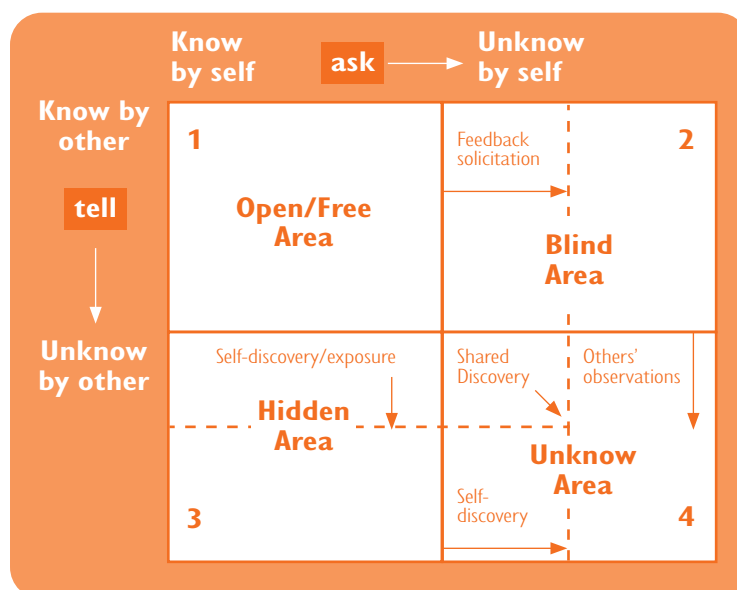 Know
by self
ask
Unknow
by self
Know by
other
tell
Unknow
by other
1
Open/Free
Area
Feedback
solicitation
2
Blind
Area
Self-discovery/exposure
Hidden
Area
3
Shared
Discovery
Others’
observations
Unknow
Area
Self-
discovery
4